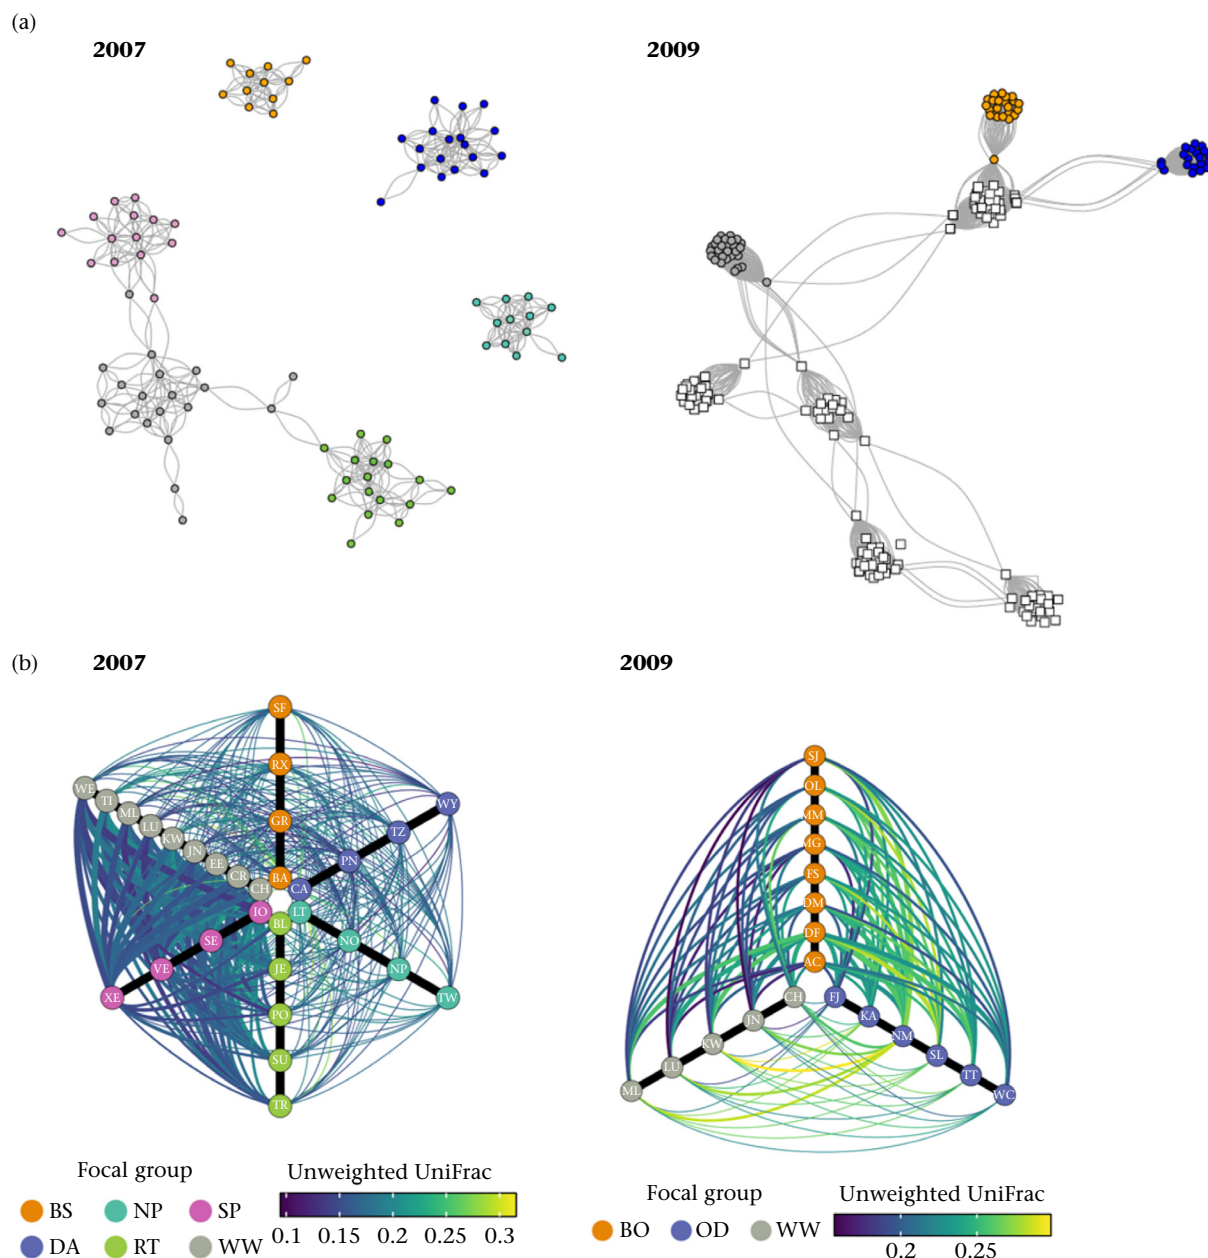 (a)
2007
2009
(b)
2007
2009
SF
RX
GR
BA
WE
TI
ML
LU
KW
JN
EE
CR
CH
WY
TZ
PN
CA
IO
SE
VE
XE
LT
NO
NP
TW
BL
JE
PO
SU
TR
SJ
OL
MM
MG
FS
DM
DF
AC
CH
JN
KW
LU
ML
FJ
KA
NM
SL
TT
WC
Focal group
BS NP SP
DA RT WW
Unweighted UniFrac
0.1 0.15 0.2 0.25 0.3
Focal group
BO OD WW
Unweighted UniFrac
0.2 0.25